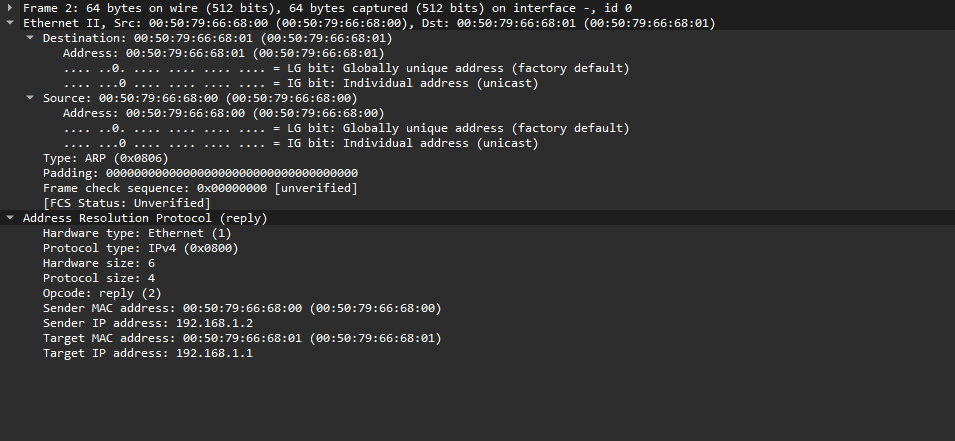 Frame 2: 64 bytes on wire (512 bits), 64 bytes captured (512 bits) on interface -, id 0
Ethernet II, Src: 00:50:79:66:68:00 (00:50:79:66:68:00), Dst: 00:50:79:66:68:01 (00:50:79:66:68:01)
Destination: 00:50:79:66:68:01 (00:50:79:66:68:01)
Address: 00:50:79:66:68:01 (00:50:79:66:68:01)
.... ..0. .... .... .... .... = LG bit: Globally unique address (factory default)
.... ...0 .... .... .... .... = IG bit: Individual address (unicast)
Source: 00:50:79:66:68:00 (00:50:79:66:68:00)
Address: 00:50:79:66:68:00 (00:50:79:66:68:00)
.... ..0. .... .... .... .... = LG bit: Globally unique address (factory default)
.... ...0 .... .... .... .... = IG bit: Individual address (unicast)
Type: ARP (0x0806)
Padding: 000000000000000000000000000000000000
Frame check sequence: 0x00000000 [unverified]
[FCS Status: Unverified]
Address Resolution Protocol (reply)
Hardware type: Ethernet (1)
Protocol type: IPv4 (0x0800)
Hardware size: 6
Protocol size: 4
Opcode: reply (2)
Sender MAC address: 00:50:79:66:68:00 (00:50:79:66:68:00)
Sender IP address: 192.168.1.2
Target MAC address: 00:50:79:66:68:01 (00:50:79:66:68:01)
Target IP address: 192.168.1.1